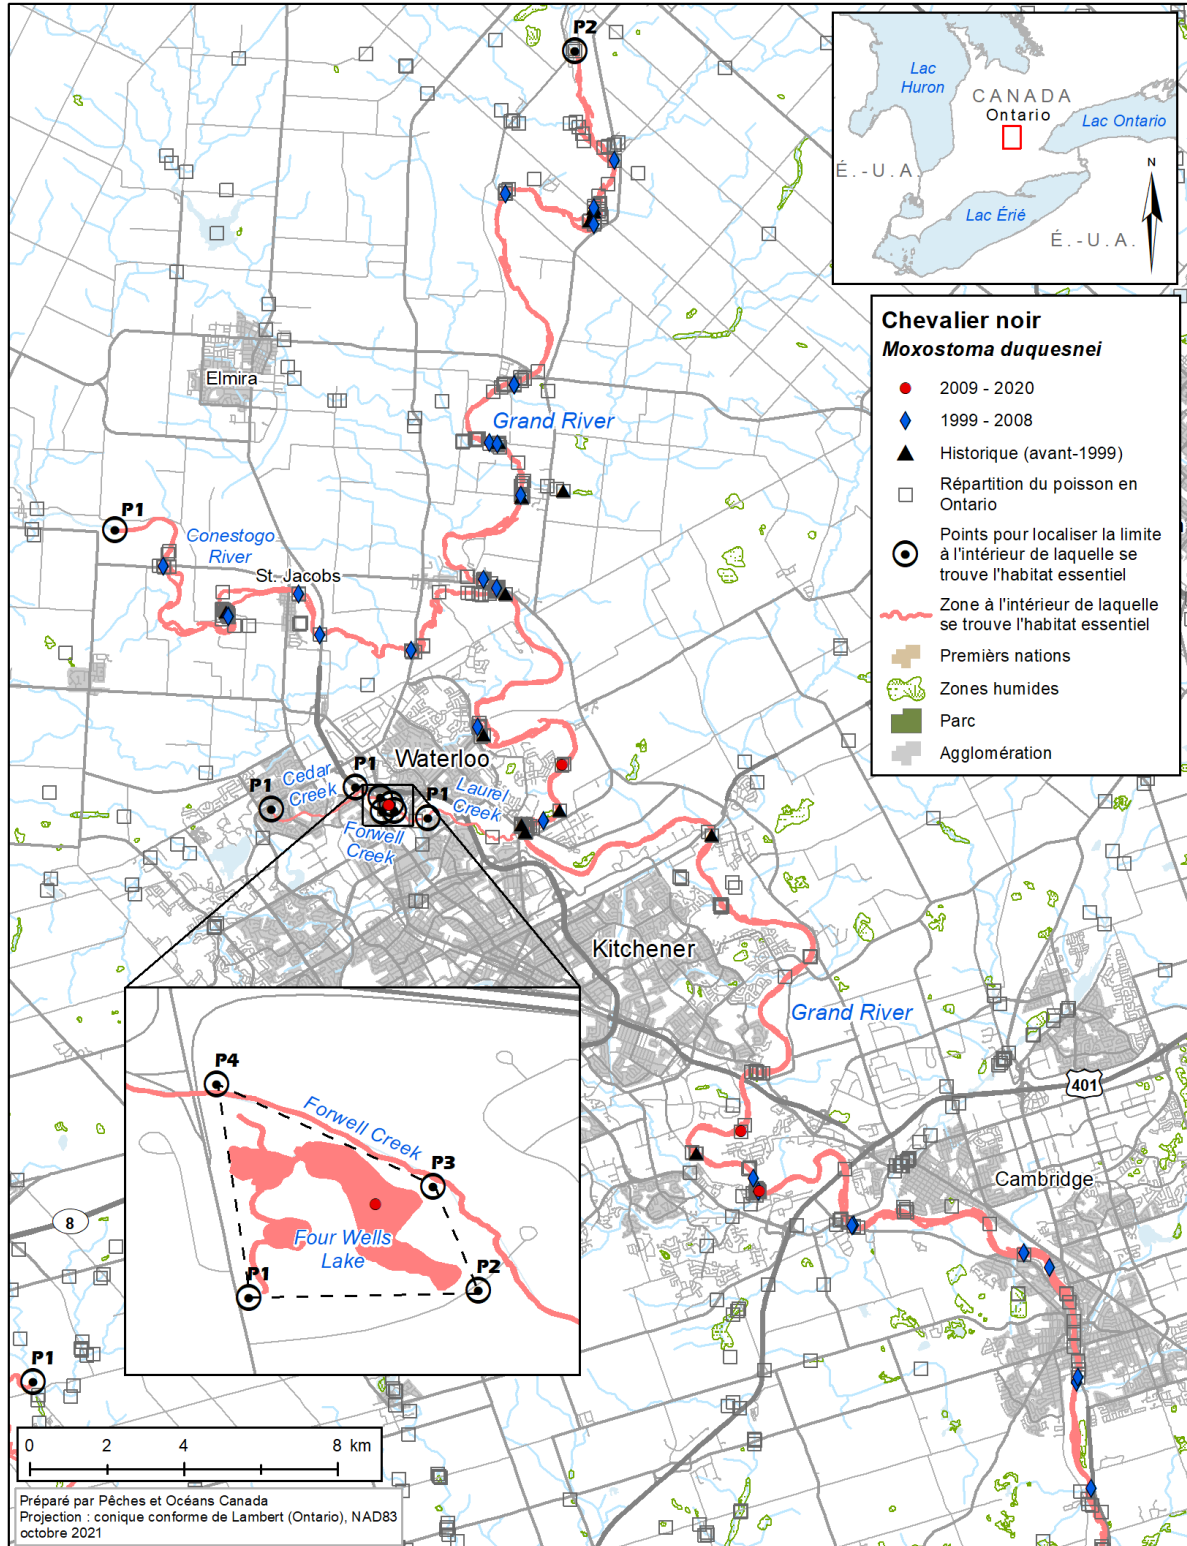 P2
Lac
Huron
CANADA
Ontario
Lac Ontario
É.-U.A.
N
Lac Érié
É.-U.A.
Chevalier noir
Moxostoma duquesnei
2009 - 2020
1999 - 2008
Historique (avant-1999)
Répartition du poisson en
Ontario
Points pour localiser la limite
à l'intérieur de laquelle se
trouve l'habitat essentiel
Zone à l'intérieur de laquelle
se trouve l'habitat essentiel
Premièrs nations
Zones humides
Parc
Agglomération
Elmira
Grand River
P1
Conestogo
River
St. Jacobs
Waterloo
P1
Cedar
Creek
P1
Laurel
Creek
P1
Forwell
Creek
Kitchener
Grand River
401
Cambridge
P4
Forwell Creek
P3
Four Wells
Lake
P1
P2
8
P1
0 2 4 8 km
Préparé par Pêches et Océans Canada
Projection : conique conforme de Lambert (Ontario), NAD83
octobre 2021